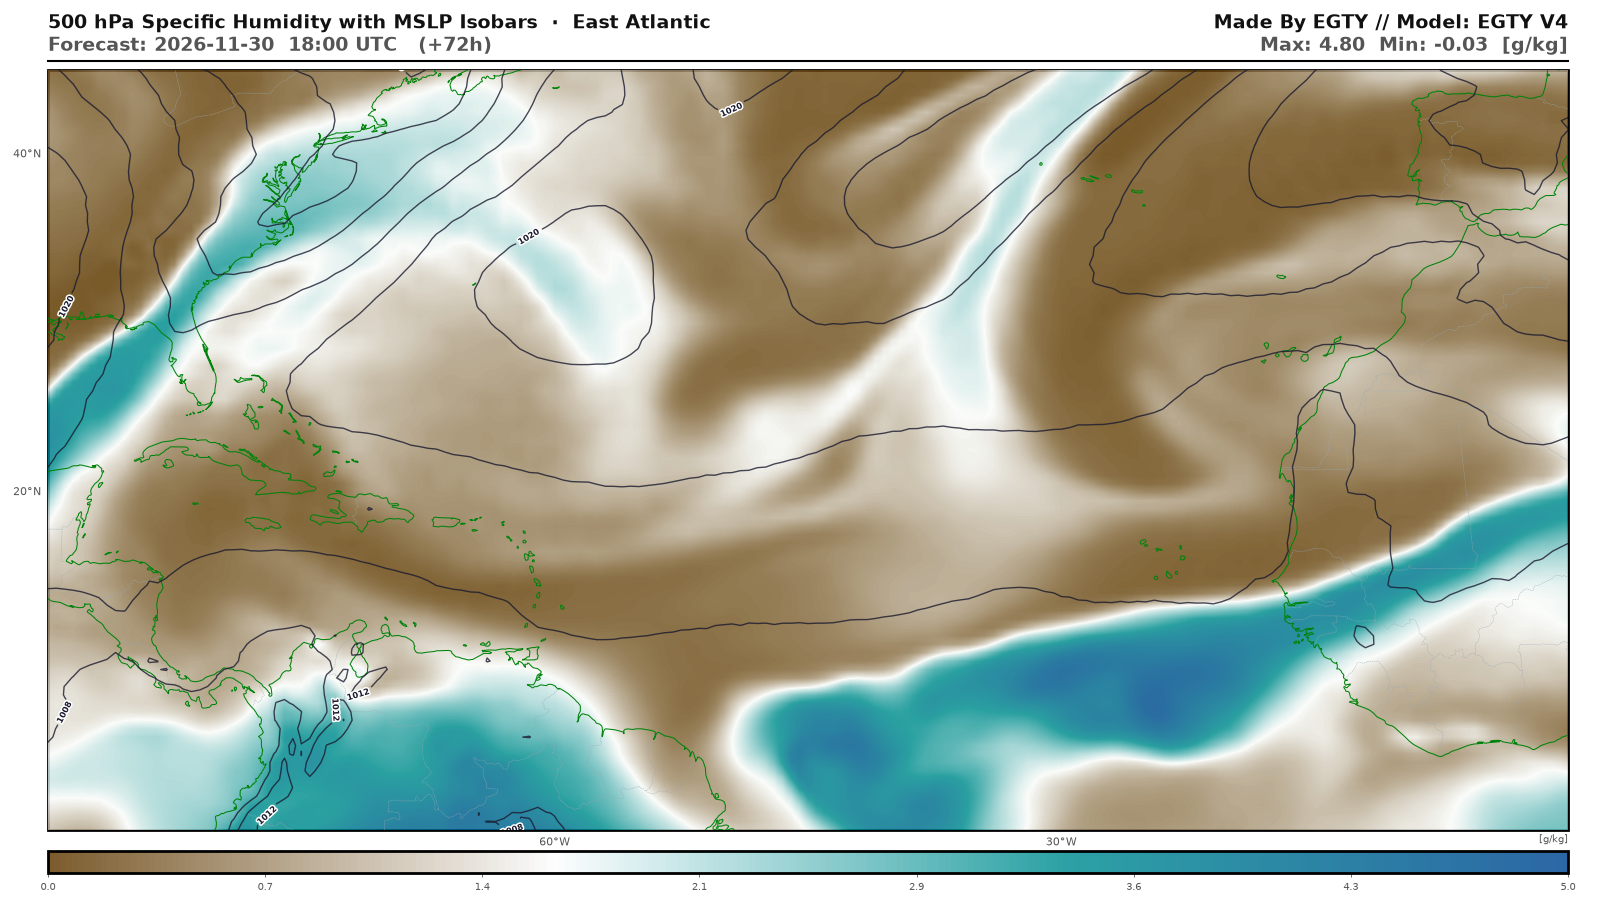 500 hPa Specific Humidity with MSLP Isobars · East Atlantic
Made By EGTY // Model: EGTY V4
Forecast: 2026-11-30 18:00 UTC (+72h)
Max: 4.80 Min: -0.03 [g/kg]
1020
40°N
1020
1020
20°N
1012
1012
1008
1012
1008
60°W
30°W
[g/kg]
0.0
0.7
1.4
2.1
2.9
3.6
4.3
5.0